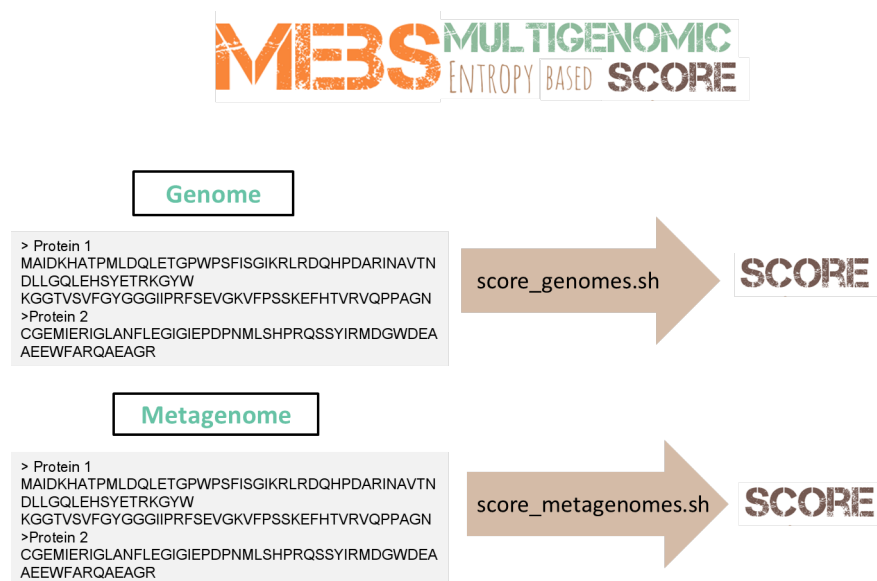 MEBS MULTIGENOMIC
ENTROPY BASED SCORE
Genome
> Protein 1
MAIDKHATPMLDQLETGPWPSFISGIKRLRDQHPDARINAVTN
DLLGQLEHSYETRKGYW
KGGTVSVFGYGGGIIPRFSEVGKVFPSSKEFHTVRVQPPAGN
>Protein 2
CGEMIERIGLANFLEGIGIEPDPNMLSHPRQSSYIRMDGWDEA
AEEWFARQAEAGR
score_genomes.sh
SCORE
Metagenome
> Protein 1
MAIDKHATPMLDQLETGPWPSFISGIKRLRDQHPDARINAVTN
DLLGQLEHSYETRKGYW
KGGTVSVFGYGGGIIPRFSEVGKVFPSSKEFHTVRVQPPAGN
>Protein 2
CGEMIERIGLANFLEGIGIEPDPNMLSHPRQSSYIRMDGWDEA
AEEWFARQAEAGR
score_metagenomes.sh
SCORE